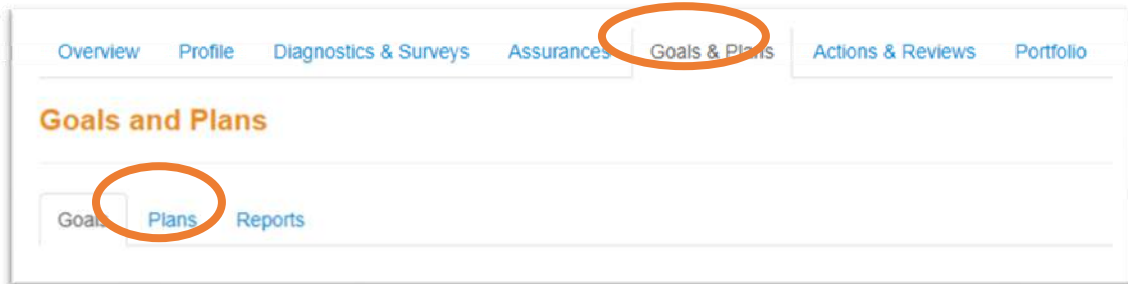 Overview Profile Diagnostics & Surveys Assurances Goals & Plans Actions & Reviews Portfolio
Goals and Plans
Goals Plans Reports